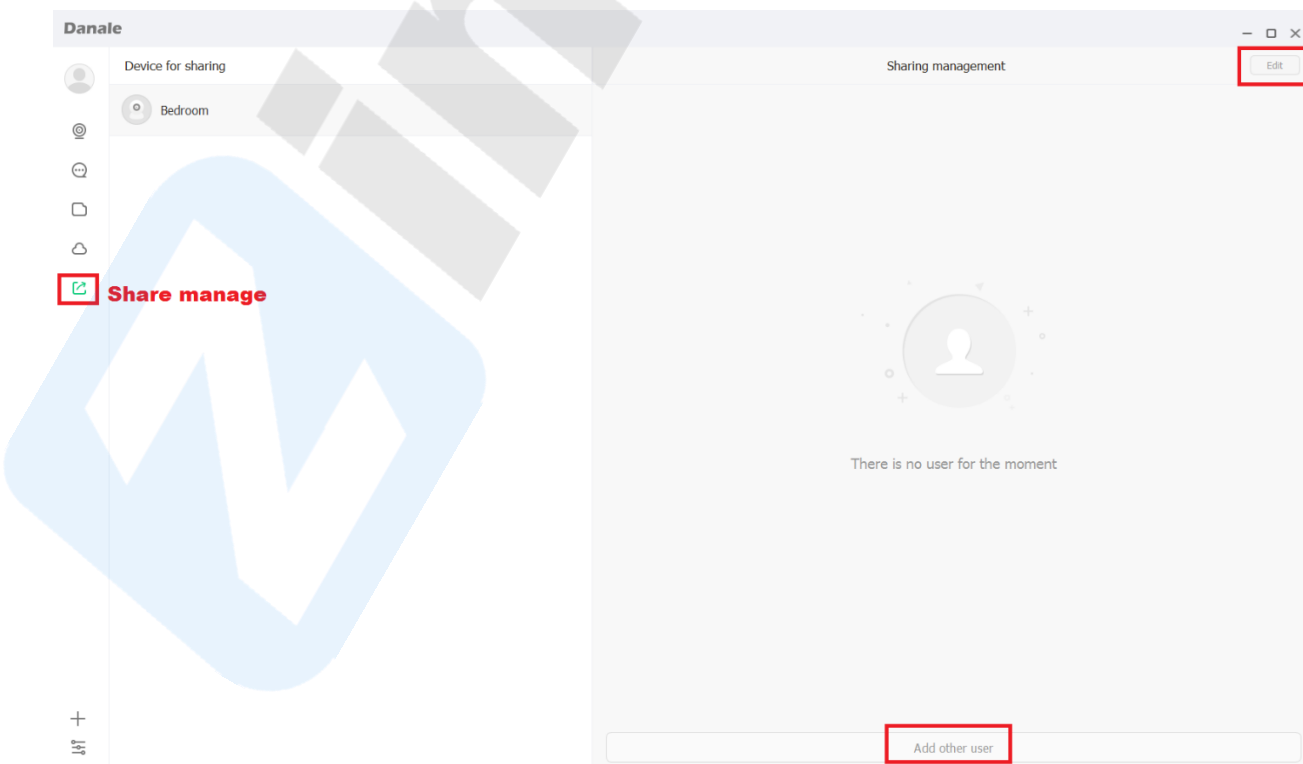 Danale
Device for sharing
Sharing management
Edit
Bedroom
Share manage
There is no user for the moment
Add other user